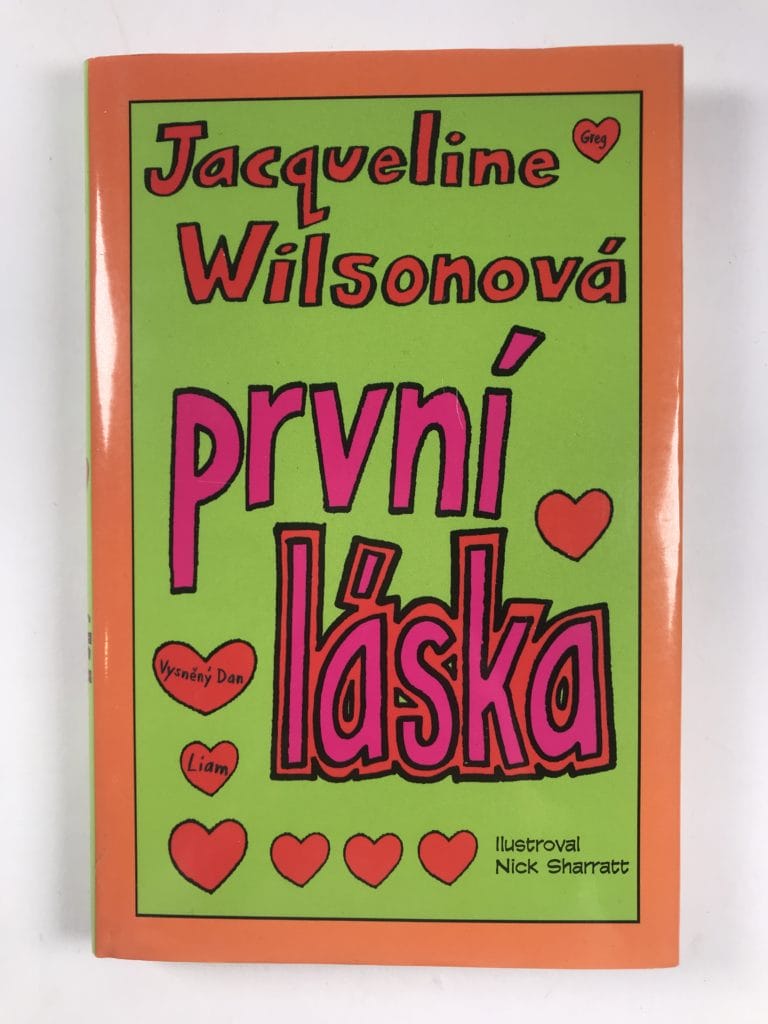 Jacqueline
Greg
Wilsonová
první
láska
Vysněný Dan
Liam
Ilustroval
Nick Sharratt